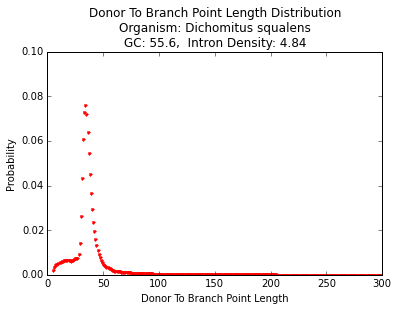 Donor To Branch Point Length Distribution
Organism: Dichomitus squalens
GC: 55.6,  Intron Density: 4.84
0.10
0.08
0.06
0.04
0.02
0.00
Probability
0 50 100 150 200 250 300
Donor To Branch Point Length